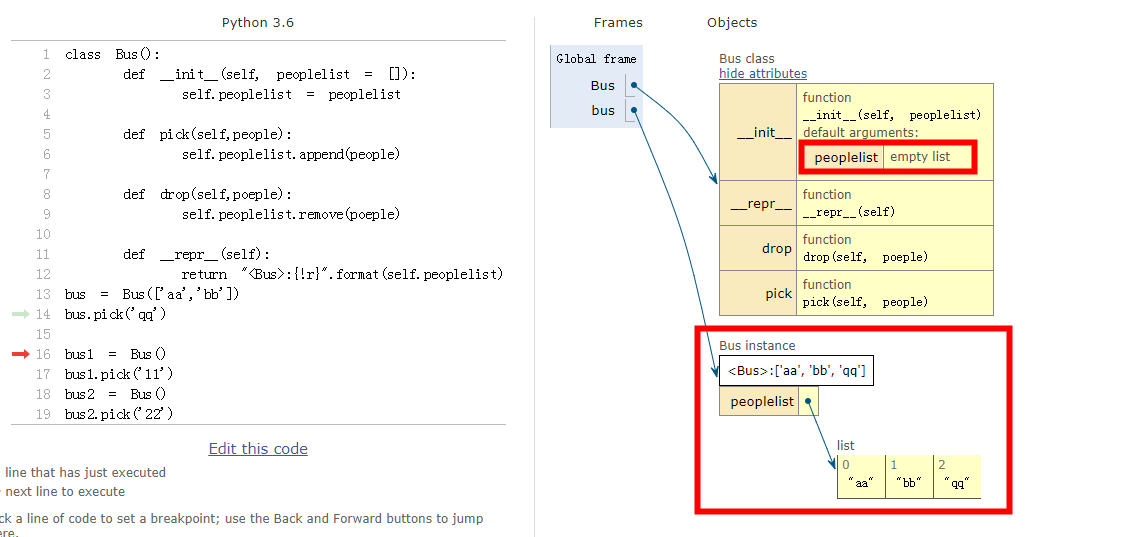 Python 3.6
1 class Bus():
2 def __init__(self, peoplelist = []):
3 self.peoplelist = peoplelist
4
5 def pick(self,people):
6 self.peoplelist.append(people)
7
8 def drop(self,poeple):
9 self.peoplelist.remove(poeple)
10
11 def __repr__(self):
12 return "<Bus>:{!r}".format(self.peoplelist)
13 bus = Bus(['aa','bb'])
14 bus.pick('qq')
15
16 bus1 = Bus()
17 bus1.pick('11')
18 bus2 = Bus()
19 bus2.pick('22')
Edit this code
line that has just executed
next line to execute
ck a line of code to set a breakpoint; use the Back and Forward buttons to jump
ere.
Frames
Objects
Global frame
Bus
bus
Bus class
hide attributes
__init__
function
__init__(self, peoplelist)
default arguments:
peoplelist empty list
__repr__
function
__repr__(self)
drop
function
drop(self, poeple)
pick
function
pick(self, people)
Bus instance
<Bus>:['aa', 'bb', 'qq']
peoplelist
list
0 1 2
"aa" "bb" "qq"